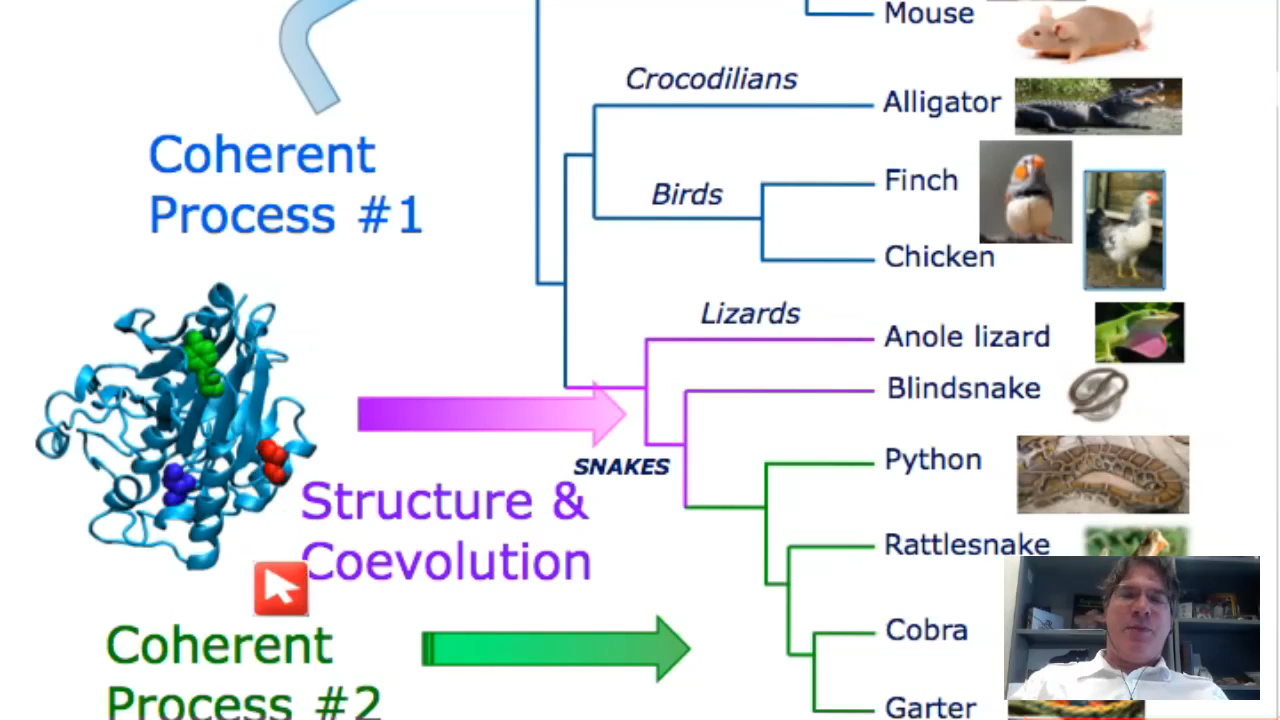 Mouse
Crocodilians
Alligator
Coherent
Process #1
Finch
Birds
Chicken
Lizards
Anole lizard
Blindsnake
SNAKES
Python
Structure &
Coevolution
Rattlesnake
Cobra
Coherent
Process #2
Garter